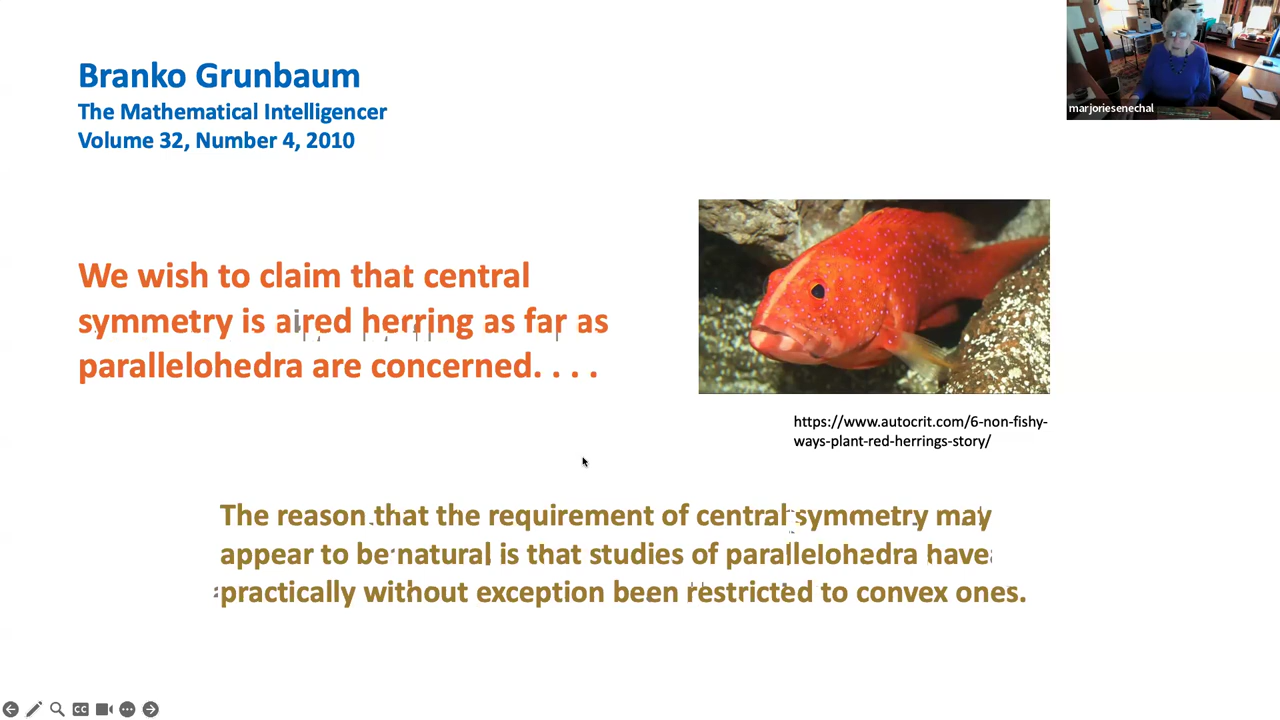 Branko Grunbaum
The Mathematical Intelligencer
Volume 32, Number 4, 2010
marjoriesenechal
We wish to claim that central
symmetry is a red herring as far as
parallelohedra are concerned. . . .
https://www.autocrit.com/6-non-fishy-
ways-plant-red-herrings-story/
The reason that the requirement of central symmetry may
appear to be natural is that studies of parallelohedra have
practically without exception been restricted to convex ones.
CC